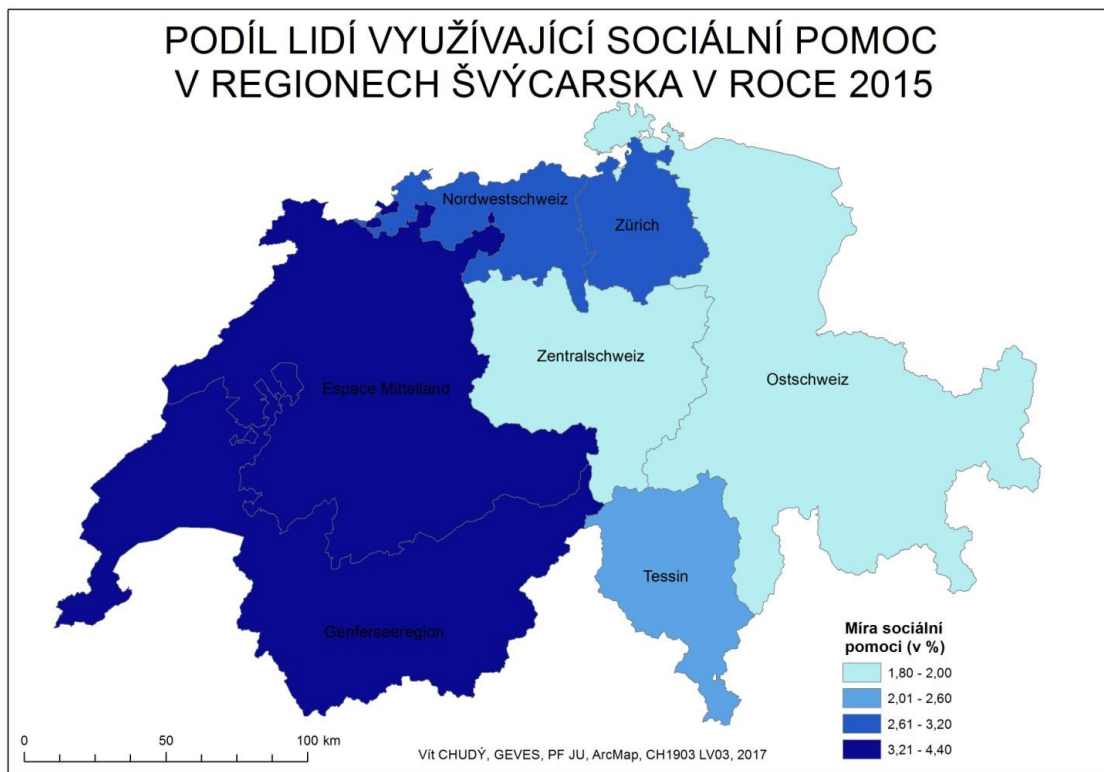 PODÍL LIDÍ VYUŽÍVAJÍCÍ SOCIÁLNÍ POMOC
V REGIONECH ŠVÝCARSKA V ROCE 2015
Nordwestschweiz
Zürich
Zentralschweiz
Ostschweiz
Espace Mittelland
Tessin
Genferseeregion
Míra sociální
pomoci (v %)
1,80 - 2,00
2,01 - 2,60
2,61 - 3,20
3,21 - 4,40
0 50 100 km
Vít CHUDÝ, GEVES, PF JU, ArcMap, CH1903 LV03, 2017